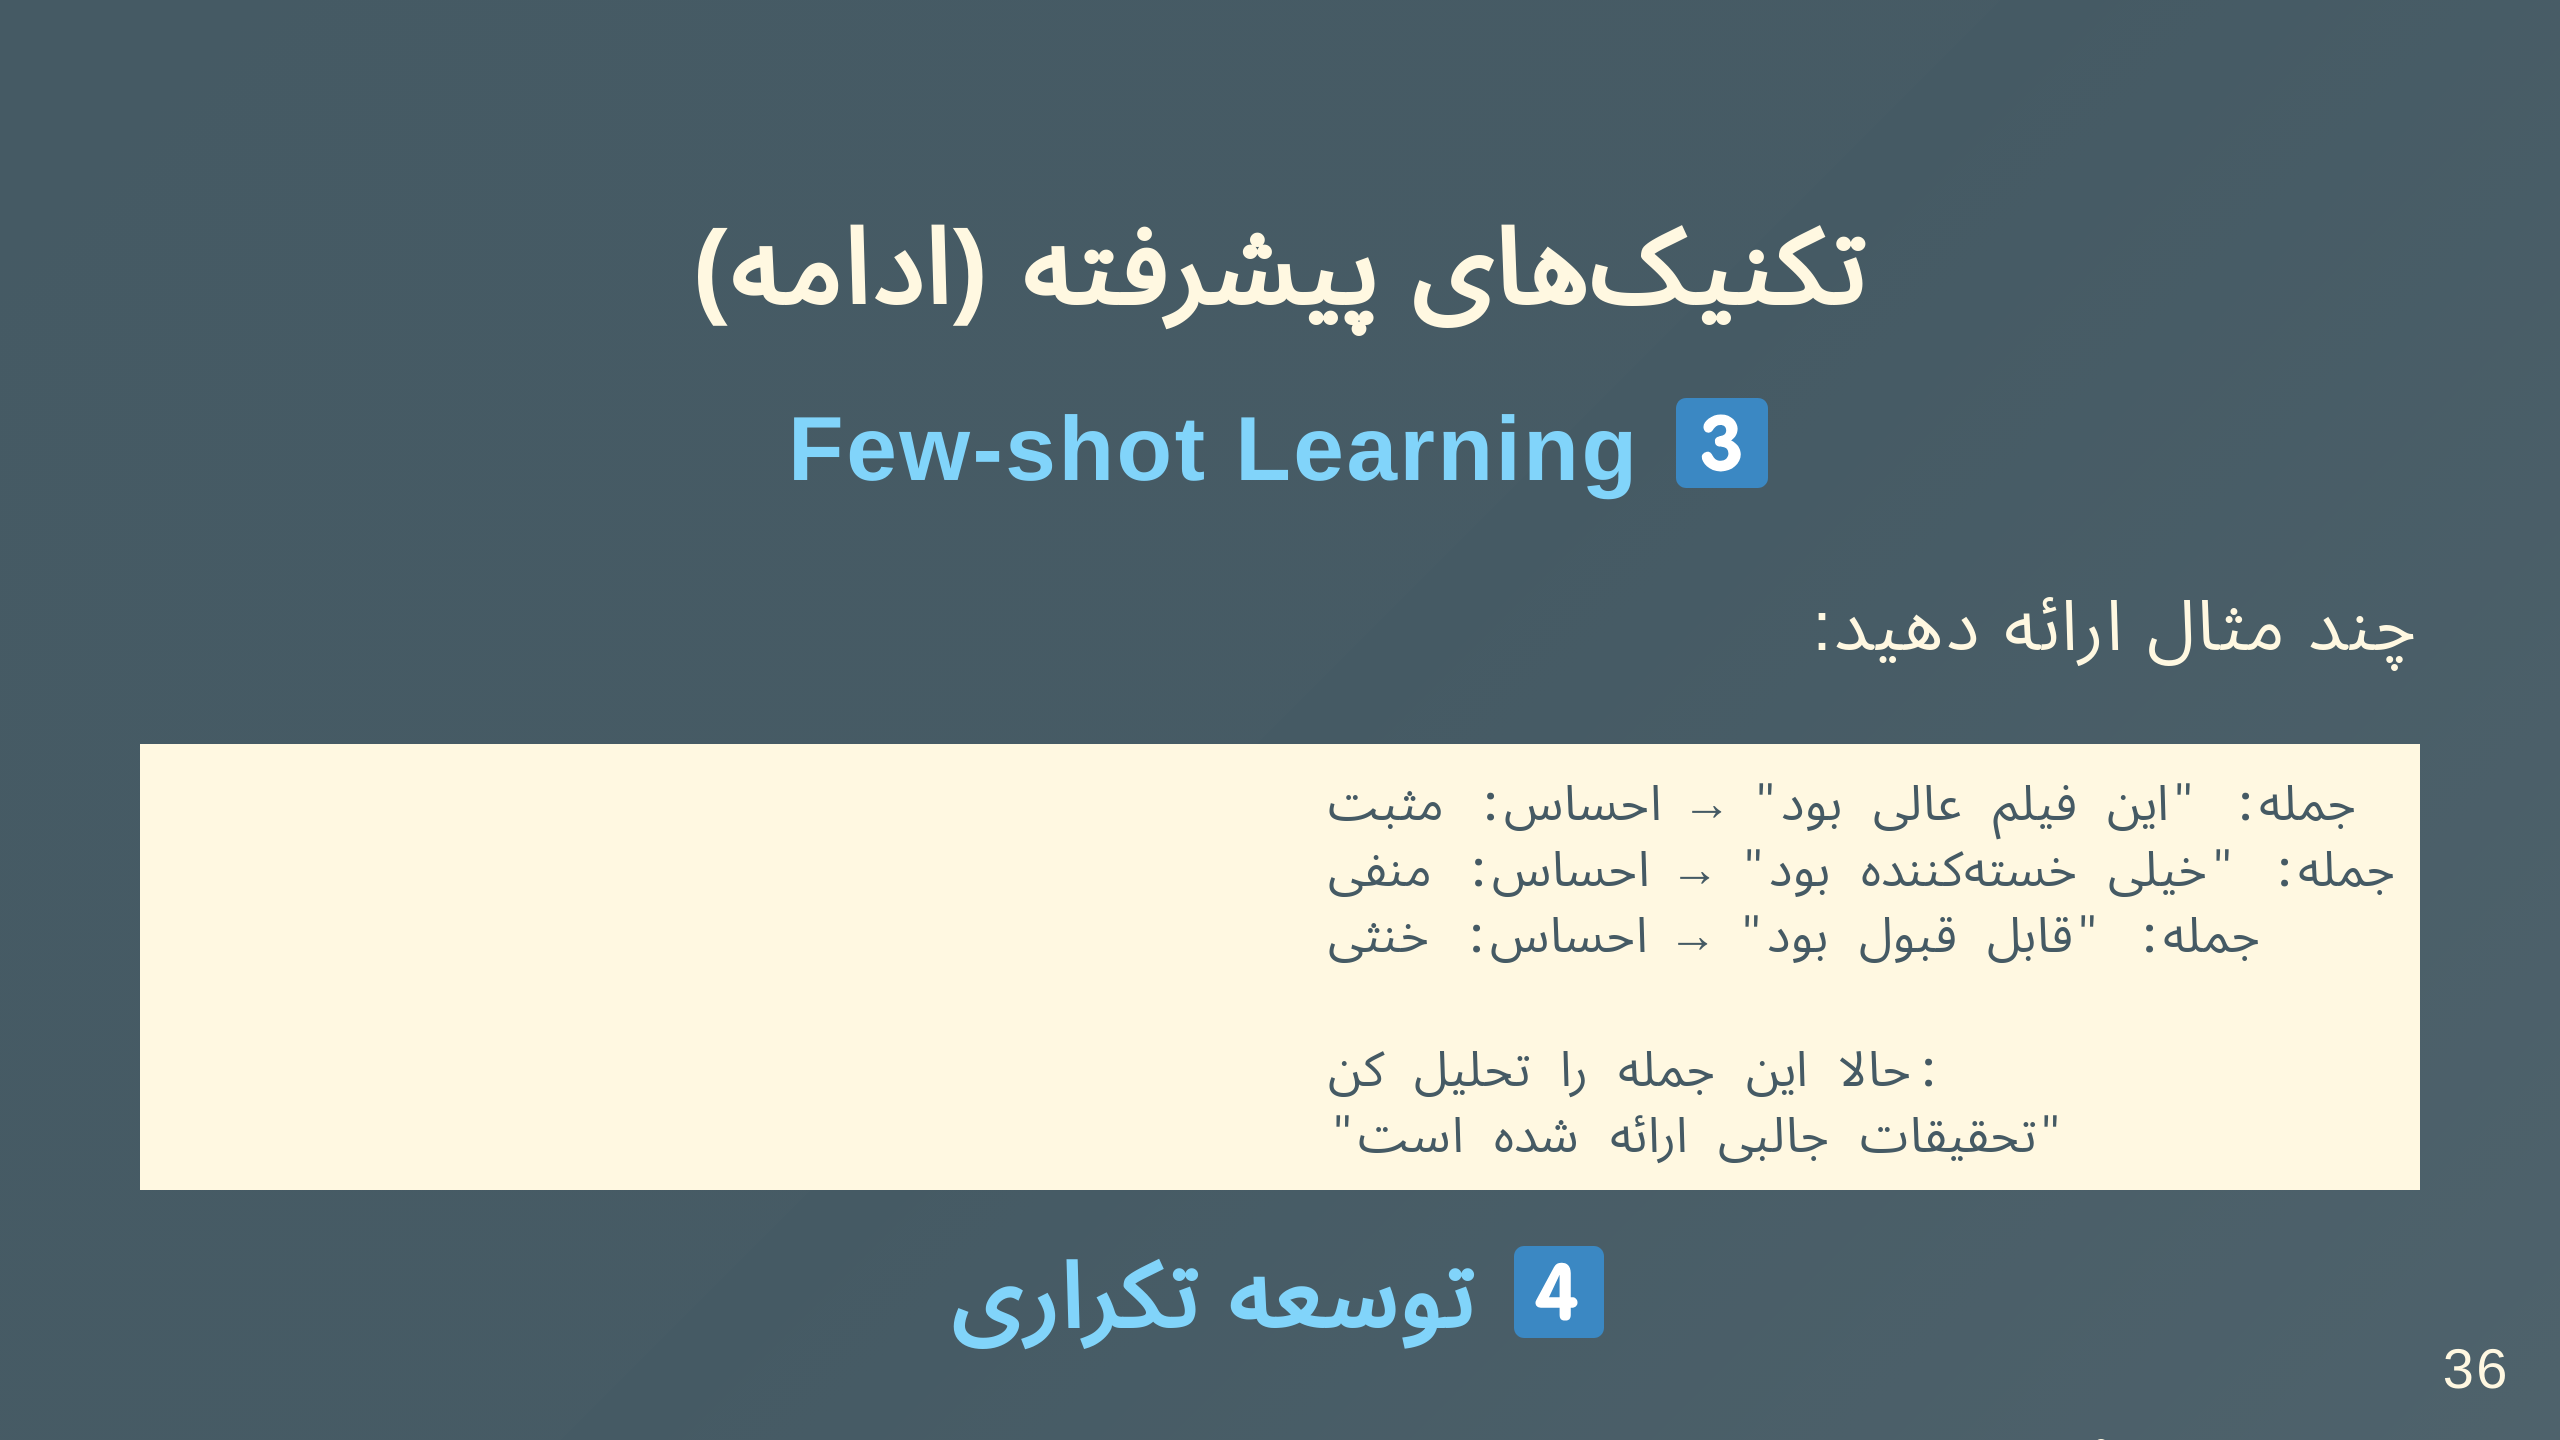 تکنیک‌های پیشرفته (ادامه)
3 Few-shot Learning
چند مثال ارائه دهید:
جمله: "این فیلم عالی بود" → احساس: مثبت
جمله: "خیلی خسته‌کننده بود" → احساس: منفی
جمله: "قابل قبول بود" → احساس: خنثی
حالا این جمله را تحلیل کن:
"تحقیقات جالبی ارائه شده است"
4 توسعه تکراری
36